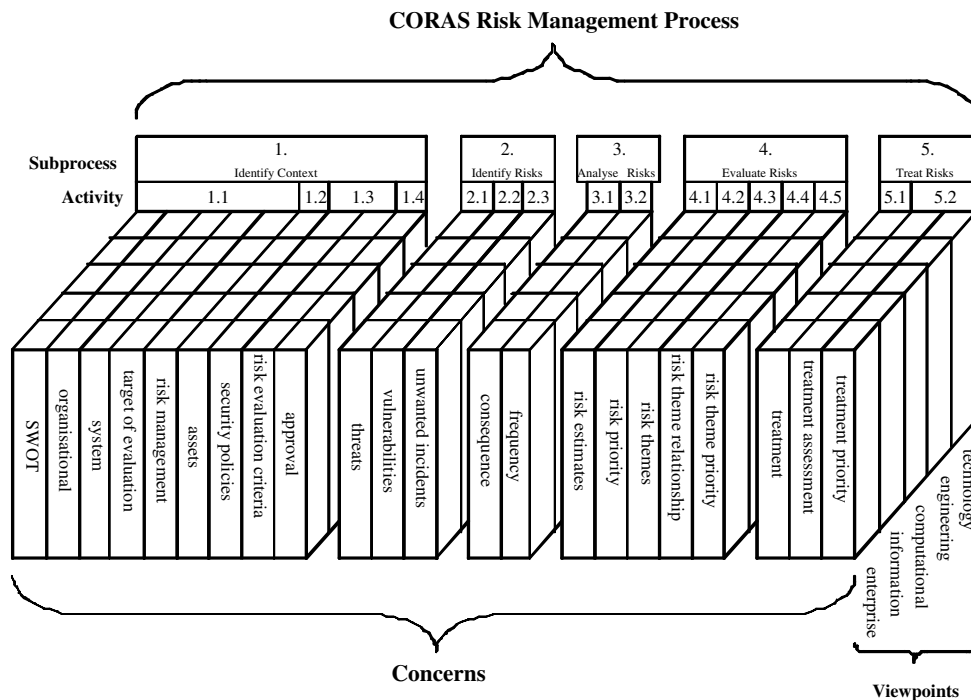 CORAS Risk Management Process
Subprocess
1.
Identify Context
2.
Identify Risks
3.
Analyse Risks
4.
Evaluate Risks
5.
Treat Risks
Activity
1.1
1.2
1.3
1.4
2.1
2.2
2.3
3.1
3.2
4.1
4.2
4.3
4.4
4.5
5.1
5.2
SWOT
organisational
system
target of evaluation
risk management
assets
security policies
risk evaluation criteria
approval
threats
vulnerabilities
unwanted incidents
consequence
frequency
risk estimates
risk priority
risk themes
risk theme relationship
risk theme priority
treatment
treatment assessment
treatment priority
enterprise
information
computational
engineering
technology
Concerns
Viewpoints